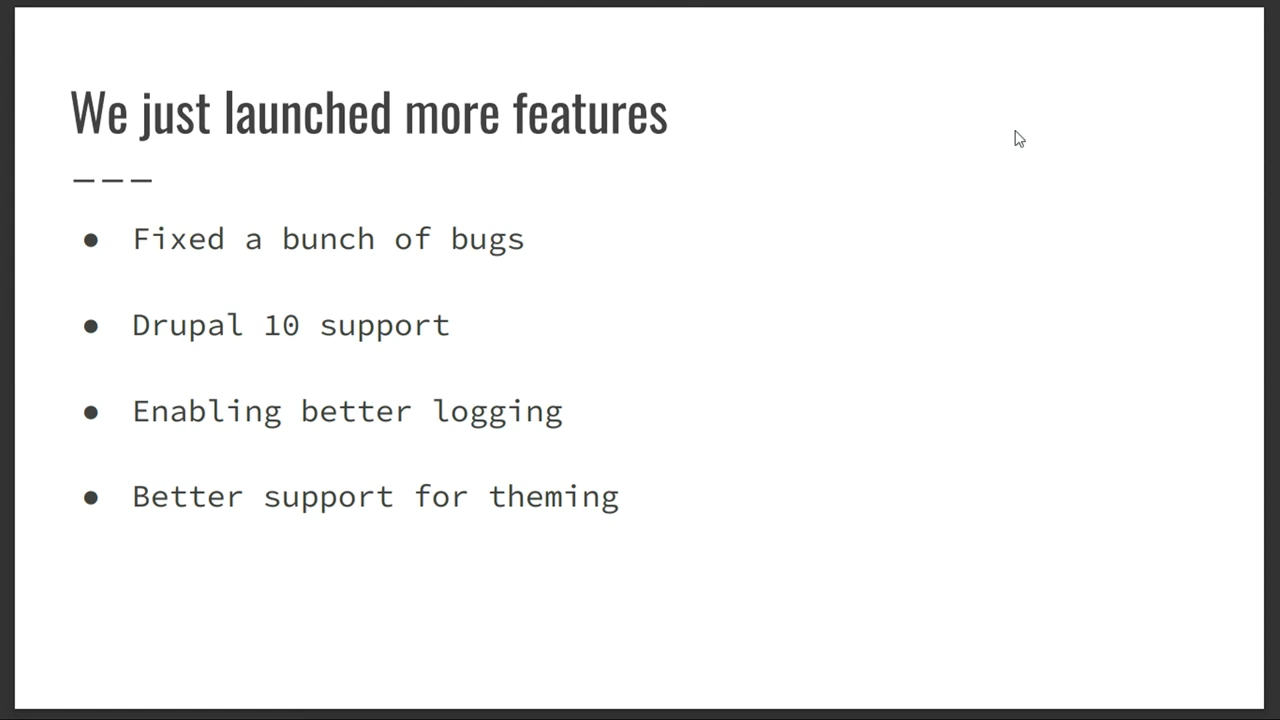 We just launched more features
● Fixed a bunch of bugs
● Drupal 10 support
● Enabling better logging
● Better support for theming